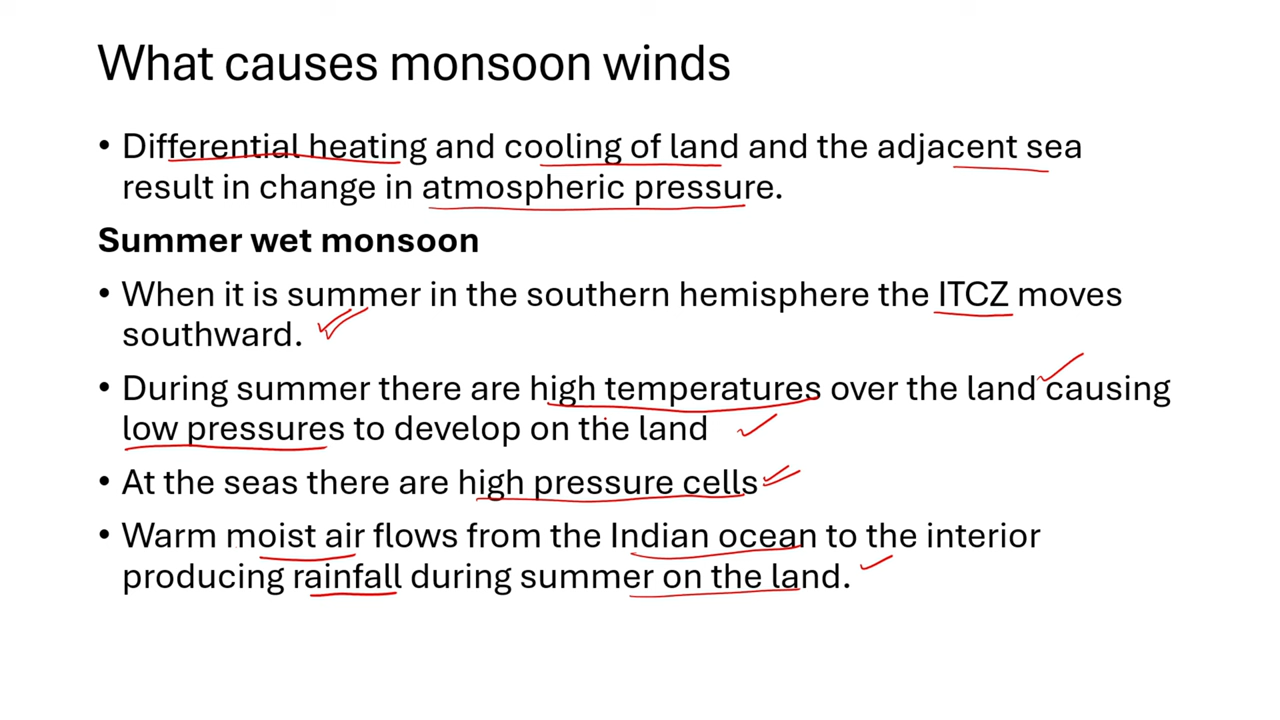 What causes monsoon winds
• Differential heating and cooling of land and the adjacent sea
result in change in atmospheric pressure.
Summer wet monsoon
• When it is summer in the southern hemisphere the ITCZ moves
southward.
• During summer there are high temperatures over the land causing
low pressures to develop on the land
• At the seas there are high pressure cells
• Warm moist air flows from the Indian ocean to the interior
producing rainfall during summer on the land.